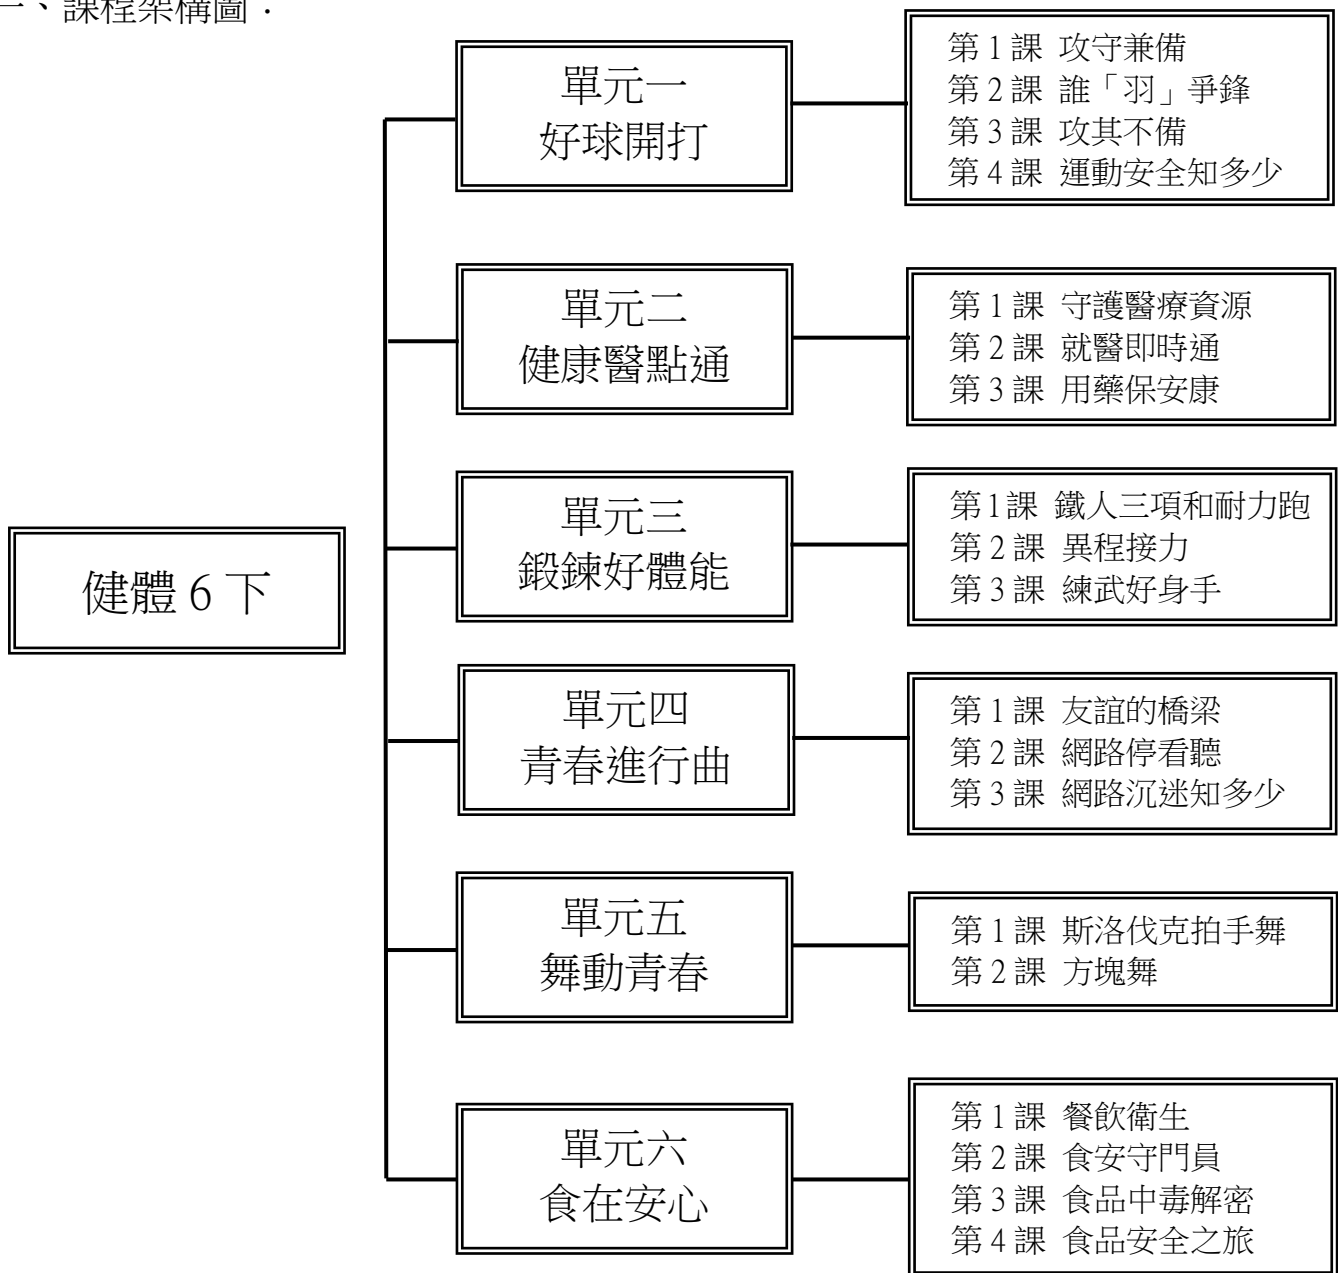 一、課程架構圖：
單元一
好球開打
第1課 攻守兼備
第2課 誰「羽」爭鋒
第3課 攻其不備
第4課 運動安全知多少
單元二
健康醫點通
第1課 守護醫療資源
第2課 就醫即時通
第3課 用藥保安康
健體6下
單元三
鍛鍊好體能
第1課 鐵人三項和耐力跑
第2課 異程接力
第3課 練武好身手
單元四
青春進行曲
第1課 友誼的橋梁
第2課 網路停看聽
第3課 網路沉迷知多少
單元五
舞動青春
第1課 斯洛伐克拍手舞
第2課 方塊舞
單元六
食在安心
第1課 餐飲衛生
第2課 食安守門員
第3課 食品中毒解密
第4課 食品安全之旅